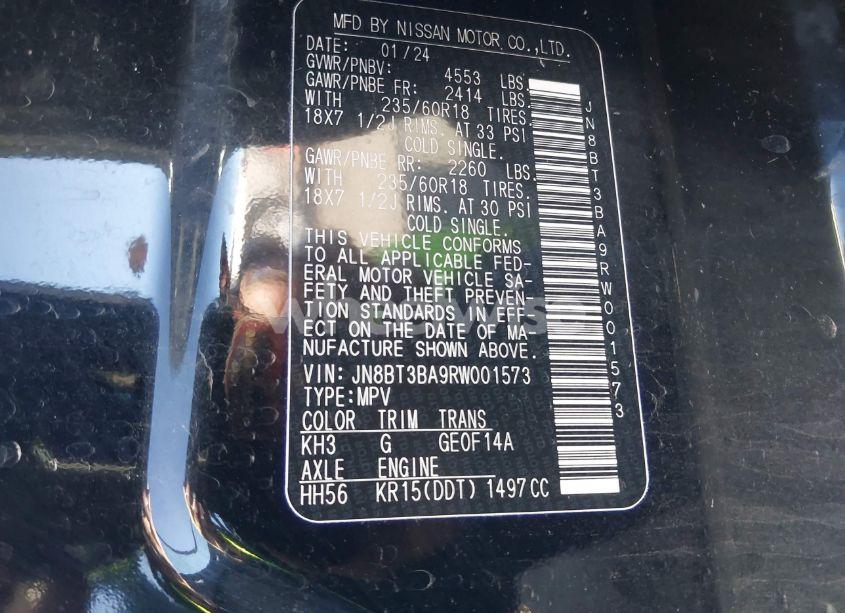 MFD BY NISSAN MOTOR CO.,LTD.
DATE: 01/24
GVWR/PNBV: 4553 LBS.
GAWR/PNBE FR: 2414 LBS.
WITH 235/60R18 TIRES.
18X7 1/2J RIMS. AT 33 PSI
COLD SINGLE.
GAWR/PNBE RR: 2260 LBS.
WITH 235/60R18 TIRES.
18X7 1/2J RIMS. AT 30 PSI
COLD SINGLE.
THIS VEHICLE CONFORMS
TO ALL APPLICABLE FED-
ERAL MOTOR VEHICLE SA-
FETY AND THEFT PREVEN-
TION STANDARDS IN EFF-
ECT ON THE DATE OF MA-
NUFACTURE SHOWN ABOVE.
VIN: JN8BT3BA9RW001573
TYPE:MPV
COLOR TRIM TRANS
KH3 G GEOF14A
AXLE ENGINE
HH56 KR15(DDT) 1497CC
JN8BT3BA9RW001573